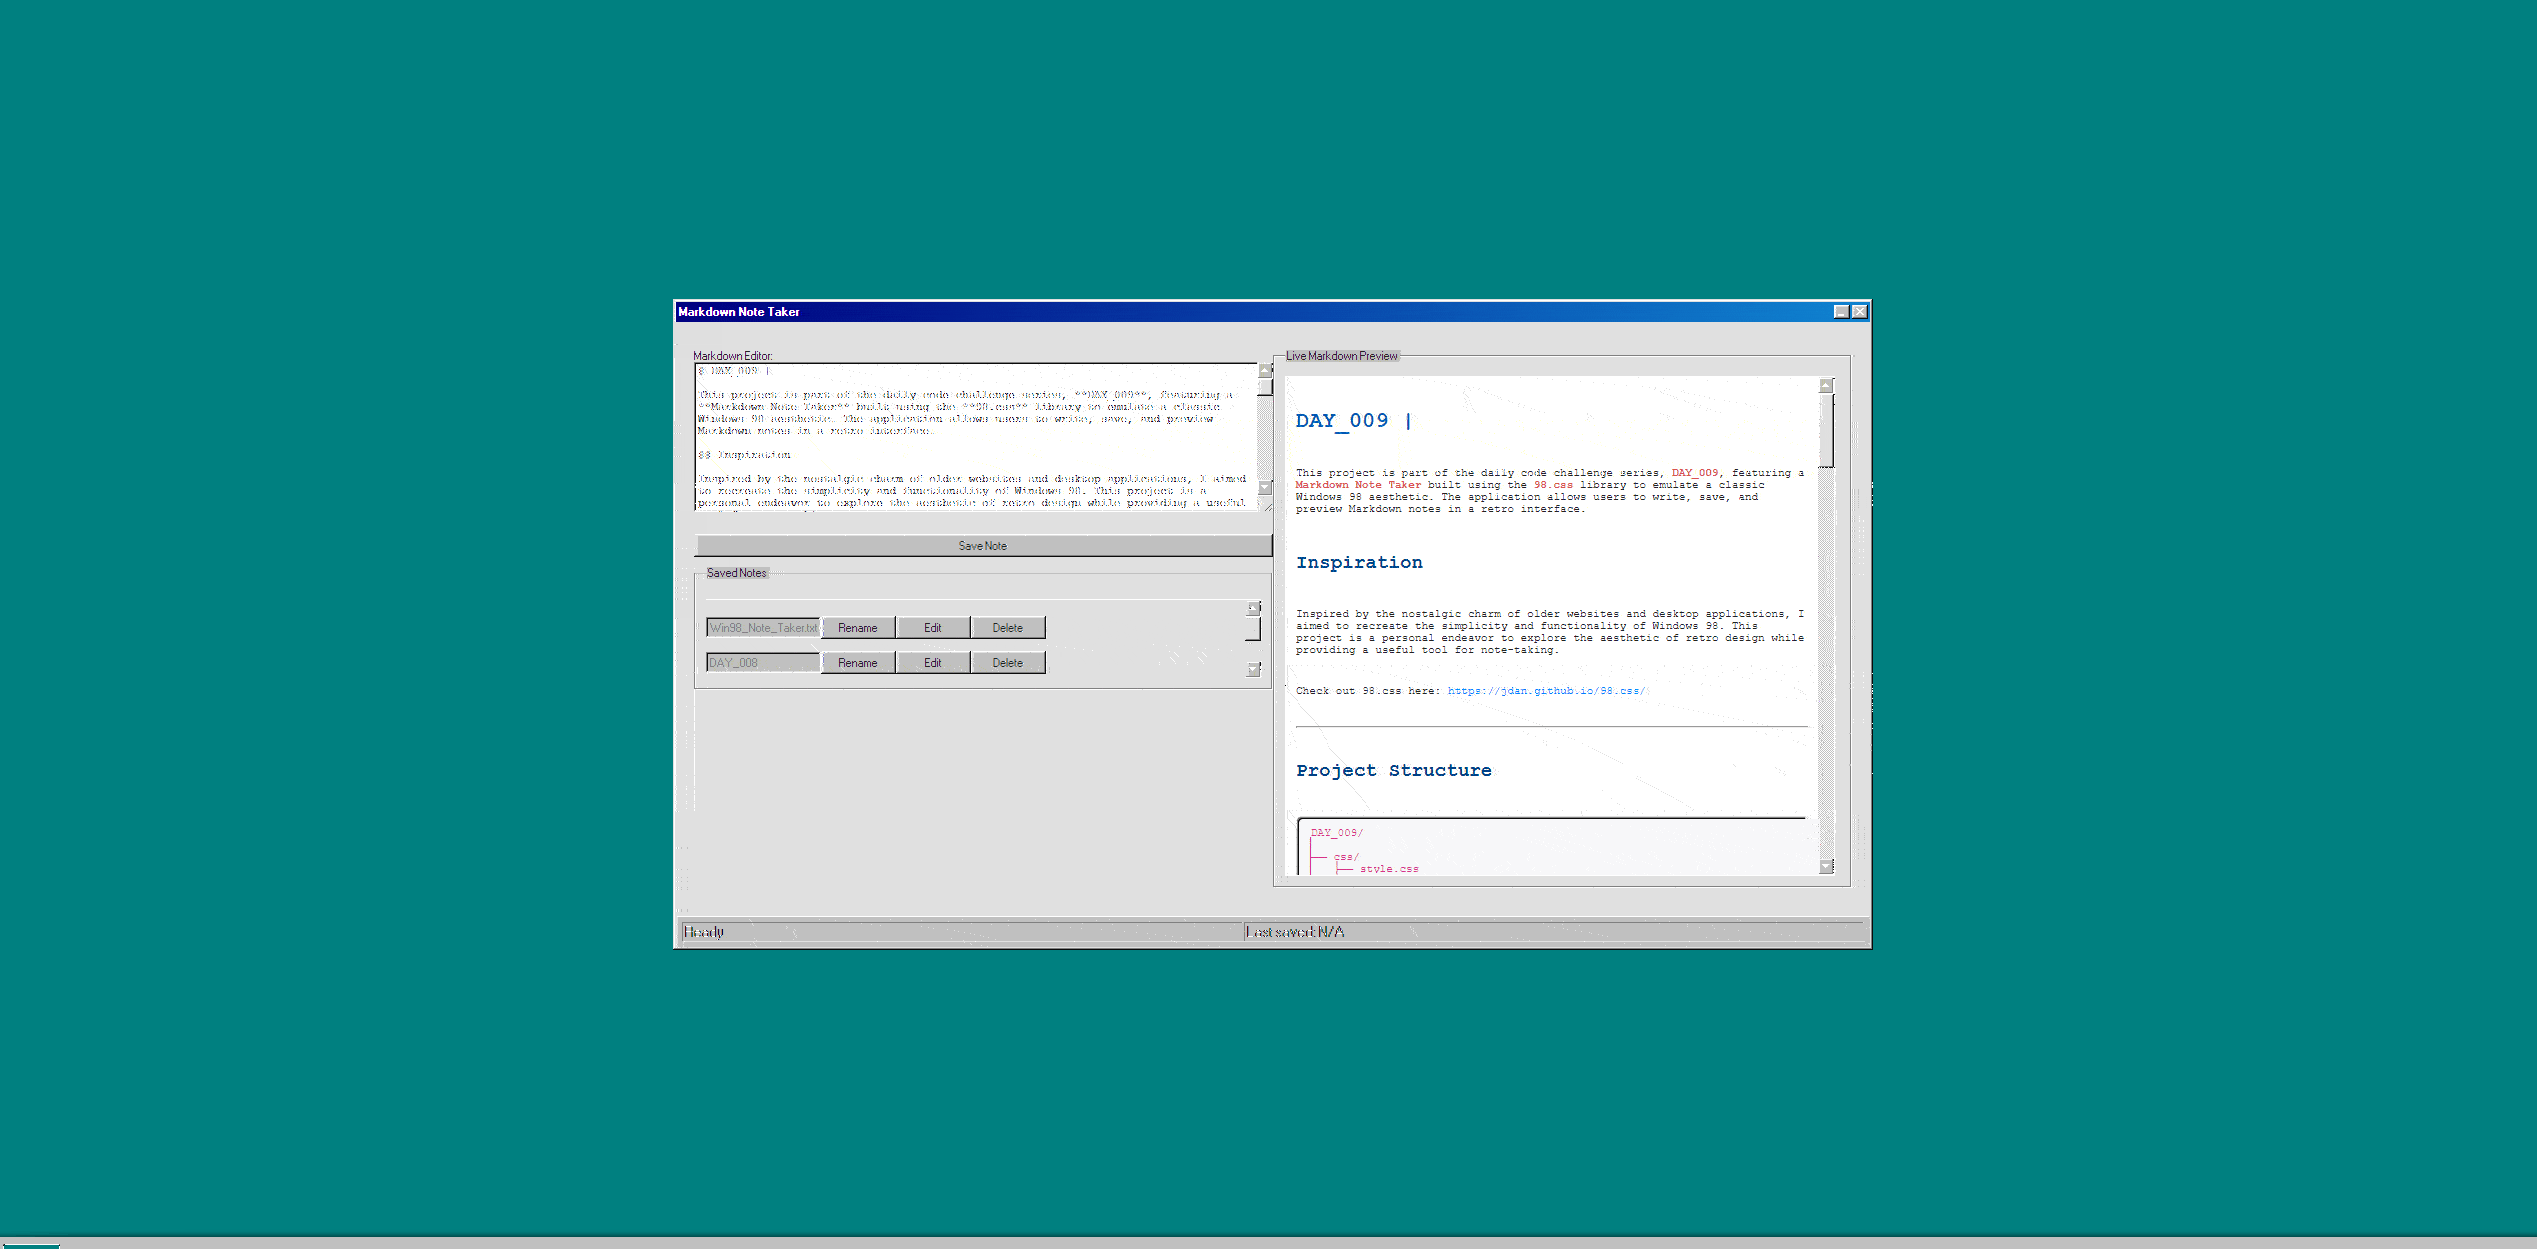 Markdown Note Taker
Markdown Editor:
# DAY_009 |
This project is part of the daily code challenge series, **DAY_009**, featuring a
**Markdown Note Taker** built using the **98.css** library to emulate a classic
Windows 98 aesthetic. The application allows users to write, save, and preview
Markdown notes in a retro interface.
## Inspiration
Inspired by the nostalgic charm of older websites and desktop applications, I aimed
to recreate the simplicity and functionality of Windows 98. This project is a
personal endeavor to explore the aesthetic of retro design while providing a useful
Save Note
Saved Notes
Win98_Note_Taker.txt Rename Edit Delete
DAY_008 Rename Edit Delete
Live Markdown Preview
DAY_009 |
This project is part of the daily code challenge series, DAY_009, featuring a
Markdown Note Taker built using the 98.css library to emulate a classic
Windows 98 aesthetic. The application allows users to write, save, and
preview Markdown notes in a retro interface.
Inspiration
Inspired by the nostalgic charm of older websites and desktop applications, I
aimed to recreate the simplicity and functionality of Windows 98. This
project is a personal endeavor to explore the aesthetic of retro design while
providing a useful tool for note-taking.
Check out 98.css here: https://jdan.github.io/98.css/
Project Structure
DAY_009/
├── css/
│   ├── style.css
Ready
Last saved: N/A